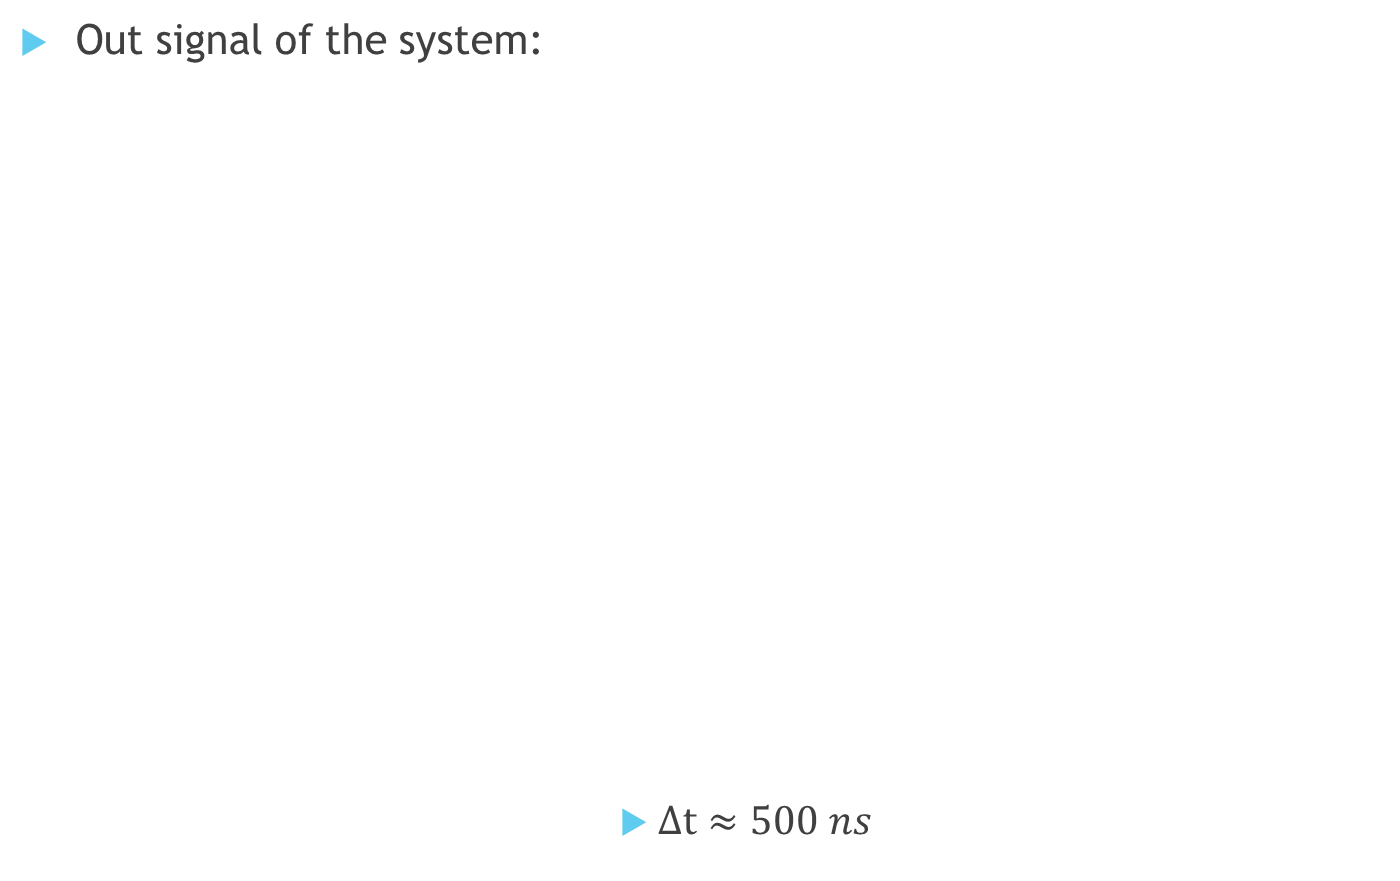 Out signal of the system:
Δt ≈ 500 ns